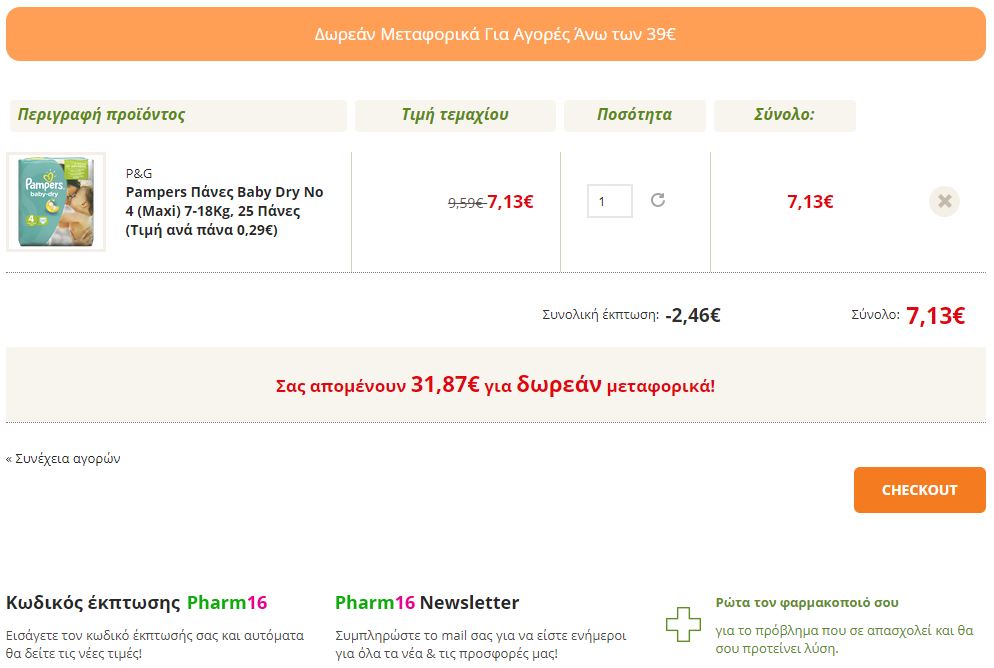 Δωρεάν Μεταφορικά Για Αγορές Άνω των 39€
Περιγραφή προϊόντος Τιμή τεμαχίου Ποσότητα Σύνολο:
Pampers
baby-dry
4
P&G
Pampers Πάνες Baby Dry No
4 (Maxi) 7-18Kg, 25 Πάνες
(Τιμή ανά πάνα 0,29€)
9,59€ 7,13€ 1 7,13€
Συνολική έκπτωση: -2,46€ Σύνολο: 7,13€
Σας απομένουν 31,87€ για δωρεάν μεταφορικά!
« Συνέχεια αγορών
CHECKOUT
Κωδικός έκπτωσης Pharm16
Εισάγετε τον κωδικό έκπτωσής σας και αυτόματα
θα δείτε τις νέες τιμές!
Pharm16 Newsletter
Συμπληρώστε το mail σας για να είστε ενήμεροι
για όλα τα νέα & τις προσφορές μας!
Ρώτα τον φαρμακοποιό σου
για το πρόβλημα που σε απασχολεί και θα
σου προτείνει λύση.